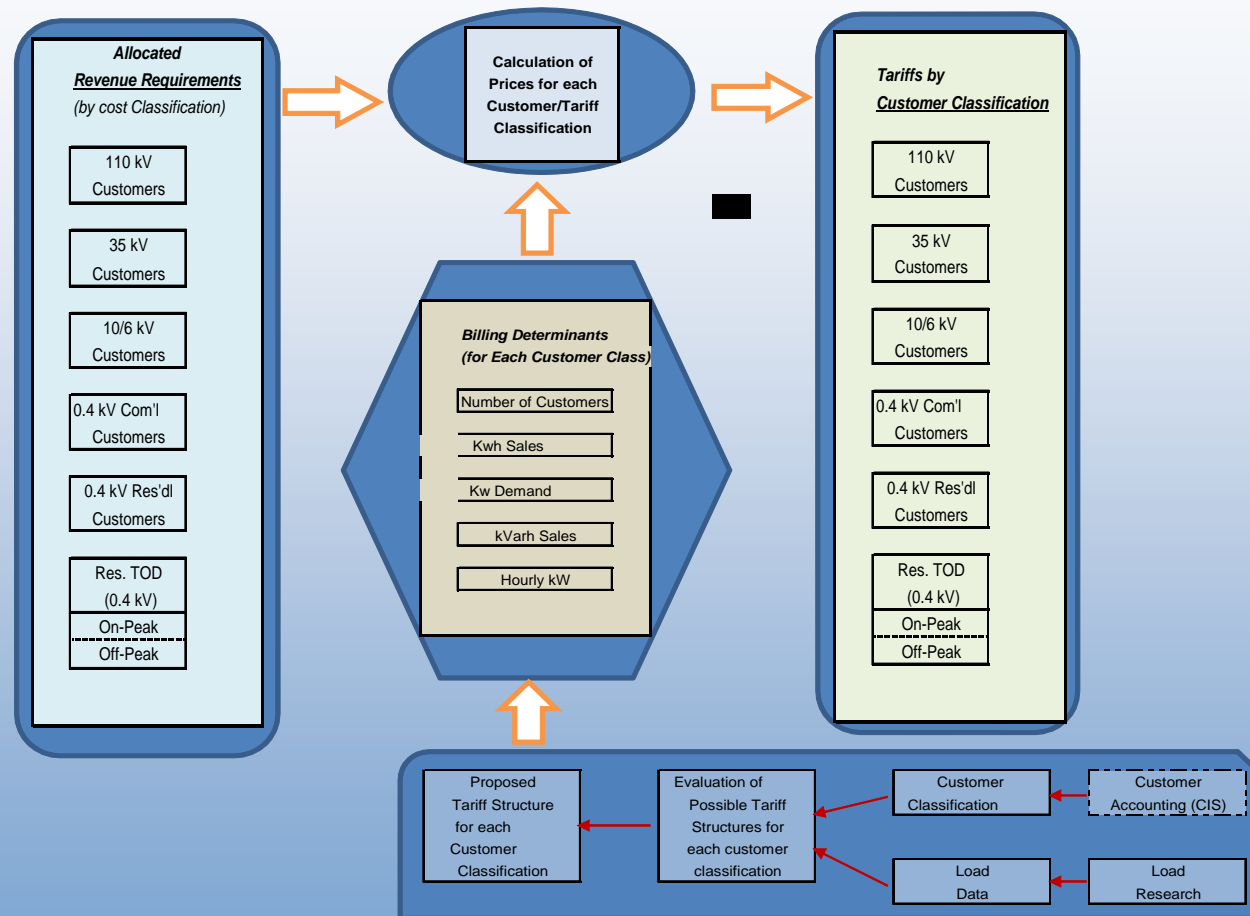 Allocated
Revenue Requirements
(by cost Classification)
110 kV
Customers
35 kV
Customers
10/6 kV
Customers
0.4 kV Com'l
Customers
0.4 kV Res'dl
Customers
Res. TOD
(0.4 kV)
On-Peak
Off-Peak
Calculation of
Prices for each
Customer/Tariff
Classification
Billing Determinants
(for Each Customer Class)
Number of Customers
Kwh Sales
Kw Demand
kVarh Sales
Hourly kW
Tariffs by
Customer Classification
110 kV
Customers
35 kV
Customers
10/6 kV
Customers
0.4 kV Com'l
Customers
0.4 kV Res'dl
Customers
Res. TOD
(0.4 kV)
On-Peak
Off-Peak
Proposed
Tariff Structure
for each
Customer
Classification
Evaluation of
Possible Tariff
Structures for
each customer
classification
Customer
Classification
Customer
Accounting (CIS)
Load
Data
Load
Research